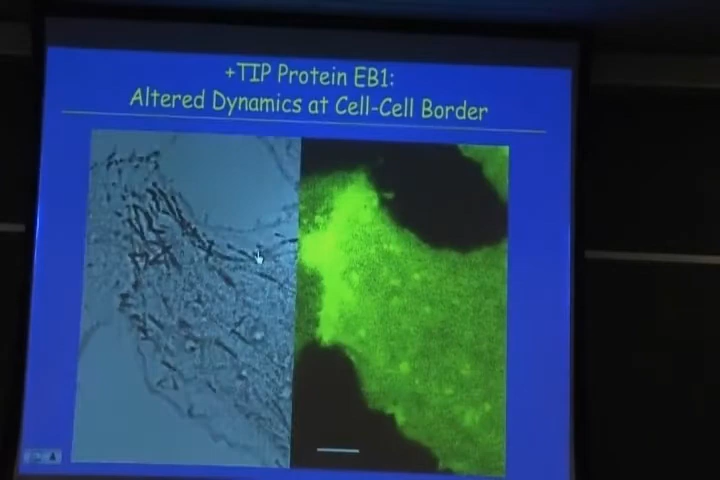 +TIP Protein EB1:
Altered Dynamics at Cell-Cell Border